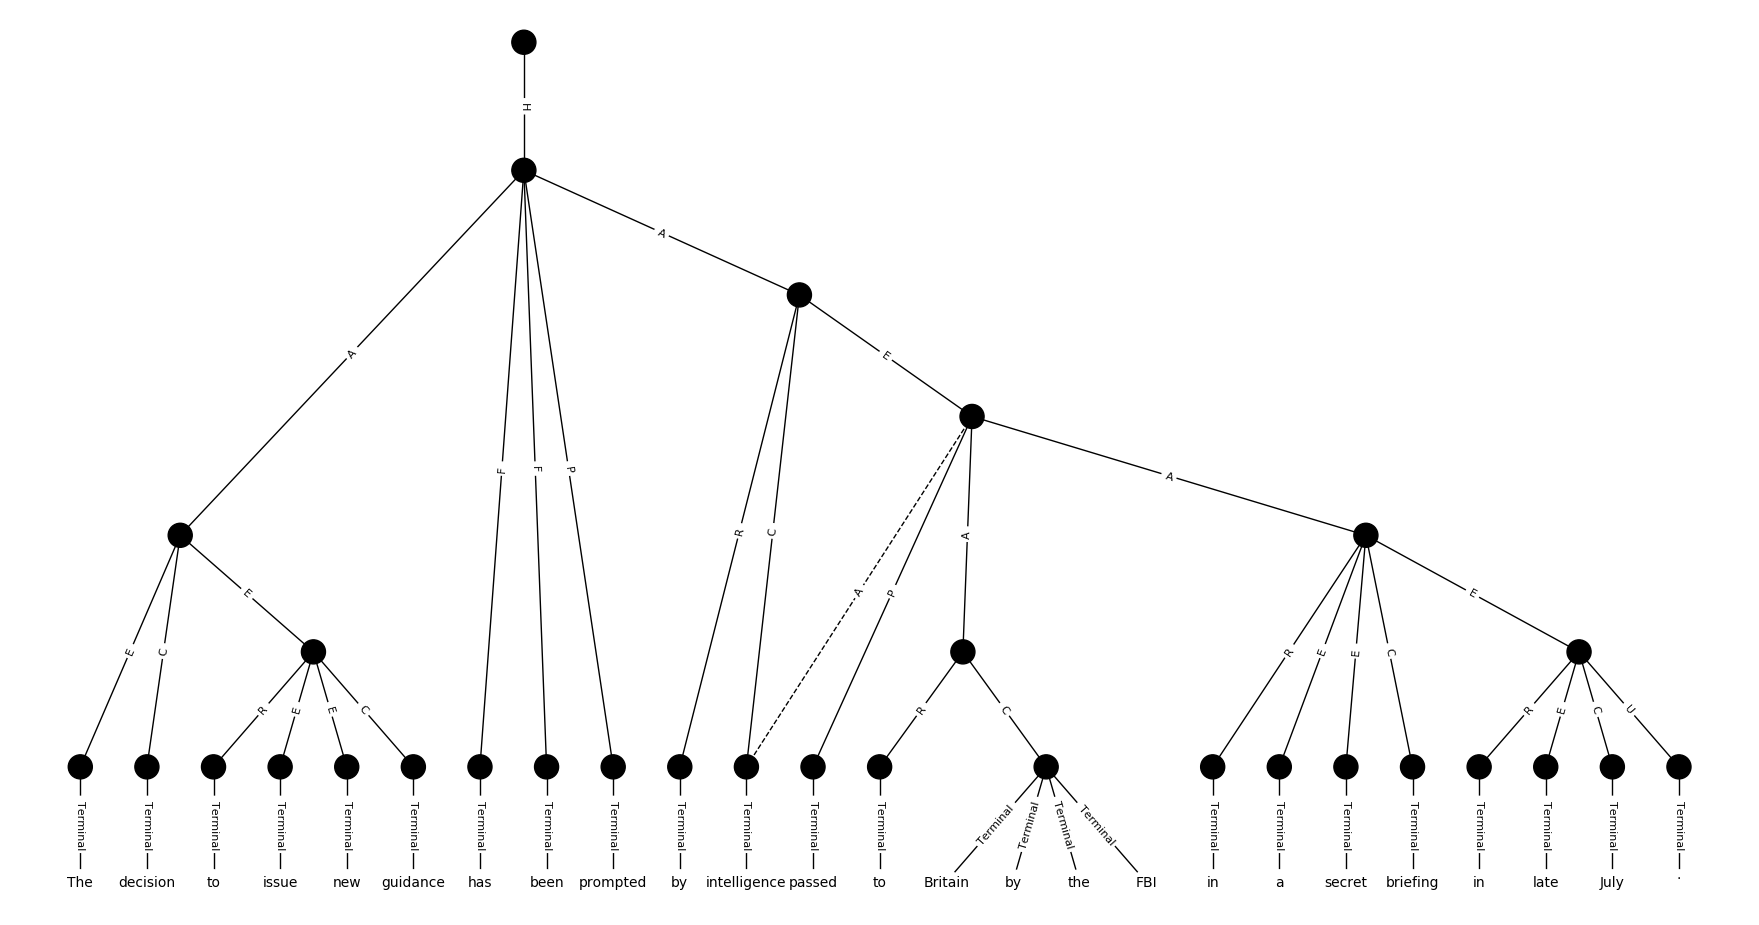 H
A
A
E
A
F
F
P
R
C
A
A
E
E
A
P
E
C
R
E
E
C
E
R
E
E
C
R
C
R
E
C
U
Terminal Terminal Terminal Terminal Terminal Terminal Terminal Terminal Terminal Terminal Terminal Terminal Terminal Terminal Terminal Terminal Terminal Terminal Terminal Terminal Terminal Terminal Terminal Terminal Terminal
The decision to issue new guidance has been prompted by intelligence passed to Britain by the FBI in a secret briefing in late July .